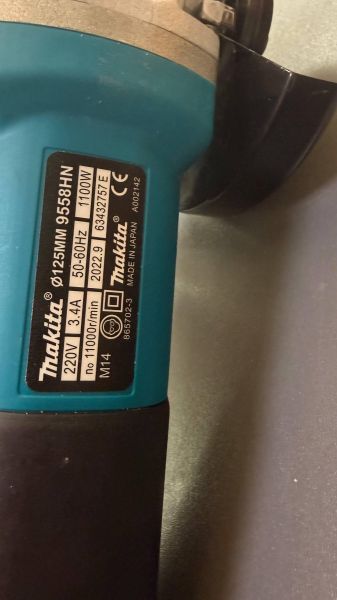 makita® Ø125MM 9558HN
220V 3.4A 50-60Hz 1100W
no 11000r/min 2022.9 63432757 E
M14 makita® CE
MADE IN JAPAN
865702-3 A002142